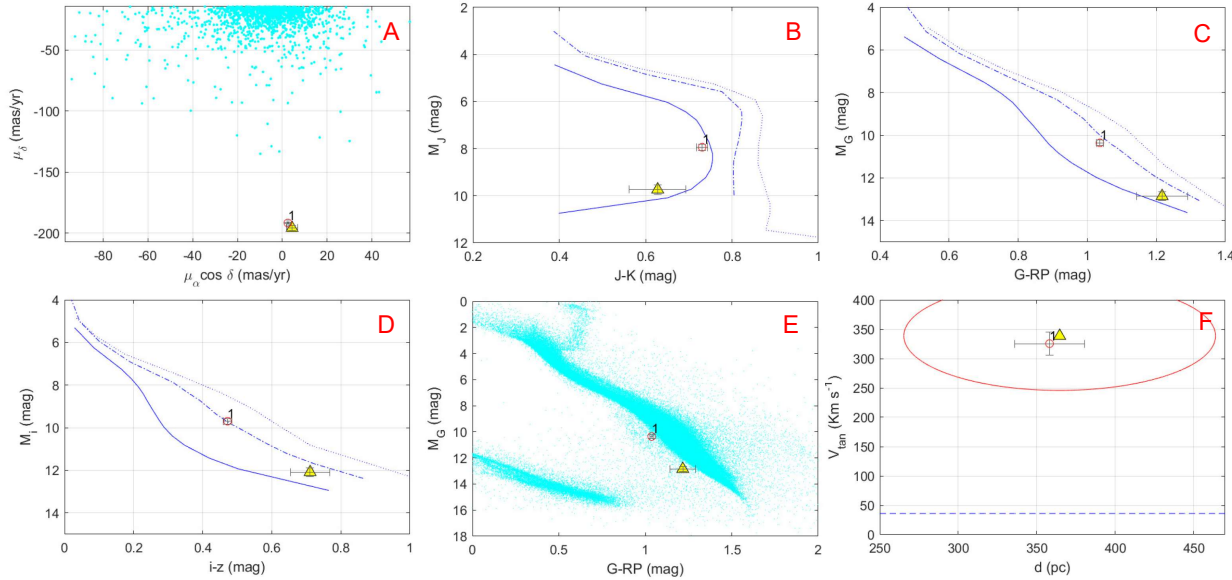 A
-50
-100
-150
-200
μδ (mas/yr)
1
-80 -60 -40 -20 0 20 40
μα cos δ (mas/yr)
B
2
4
6
8
10
12
M_J (mag)
1
0.2 0.4 0.6 0.8 1
J-K (mag)
C
4
6
8
10
12
14
M_G (mag)
1
0.4 0.6 0.8 1 1.2 1.4
G-RP (mag)
D
4
6
8
10
12
14
M_i (mag)
1
0 0.2 0.4 0.6 0.8 1
i-z (mag)
E
0
2
4
6
8
10
12
14
16
18
M_G (mag)
1
0 0.5 1 1.5 2
G-RP (mag)
F
400
350
300
250
200
150
100
50
0
V_tan (Km s⁻¹)
1
250 300 350 400 450
d (pc)